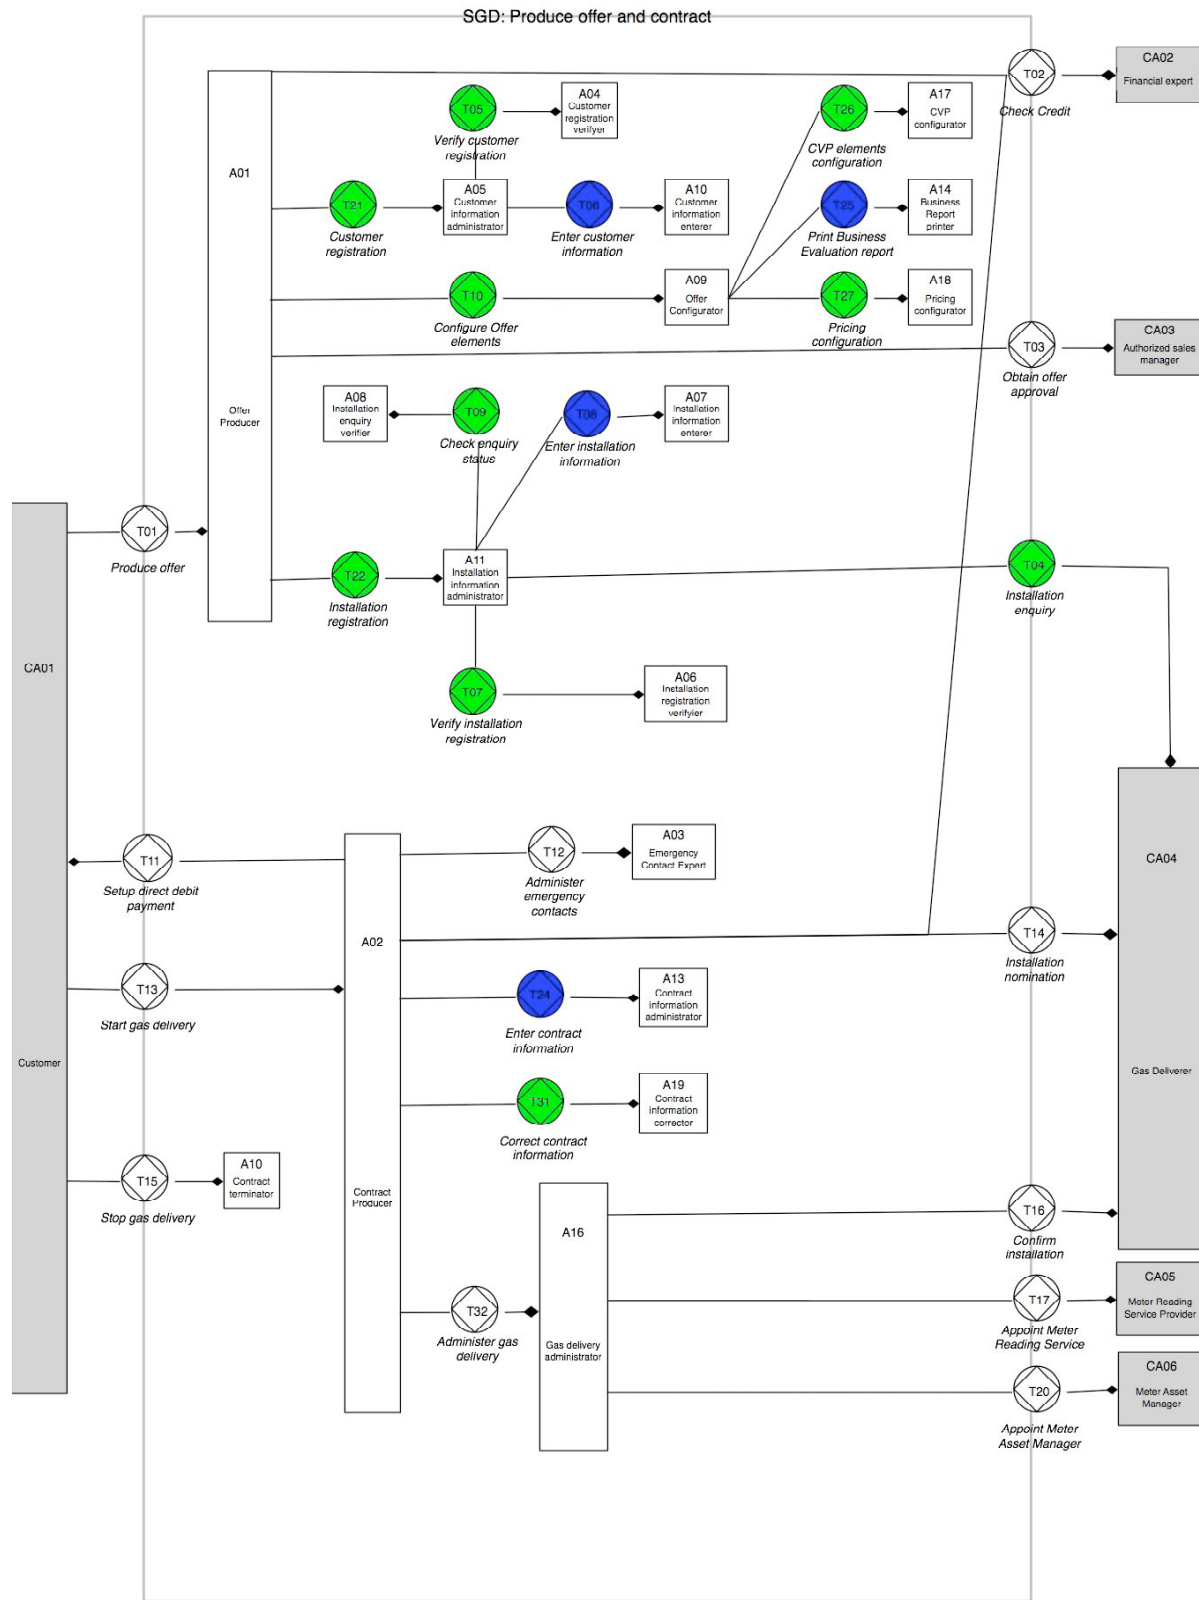 SGD: Produce offer and contract
T02
CA02
Financial expert
Check Credit
T05
A04
Customer
registration
verifyer
Verify customer
registration
T26
A17
CVP
configurator
CVP elements
configuration
A01
Offer
Producer
T21
Customer
registration
A05
Customer
information
administrator
T06
Enter customer
information
A10
Customer
information
enterer
T25
Print Business
Evaluation report
A14
Business
Report
printer
T10
Configure Offer
elements
A09
Offer
Configurator
T27
Pricing
configuration
A18
Pricing
configurator
T03
Obtain offer
approval
CA03
Authorized sales
manager
A08
Installation
enquiry
verifier
T09
Check enquiry
status
T08
Enter installation
information
A07
Installation
information
enterer
T01
Produce offer
T22
Installation
registration
A11
Installation
information
administrator
T04
Installation
enquiry
CA01
Customer
T07
Verify installation
registration
A06
Installation
registration
verifyier
T11
Setup direct debit
payment
A02
Contract
Producer
T12
Administer
emergency
contacts
A03
Emergency
Contact Expert
CA04
Gas Deliverer
T14
Installation
nomination
T13
Start gas delivery
T24
Enter contract
information
A13
Contract
information
administrator
T31
Correct contract
information
A19
Contract
information
corrector
T15
Stop gas delivery
A10
Contract
terminator
A16
Gas delivery
administrator
T16
Confirm
installation
T32
Administer gas
delivery
T17
Appoint Meter
Reading Service
CA05
Meter Reading
Service Provider
T20
Appoint Meter
Asset Manager
CA06
Meter Asset
Manager